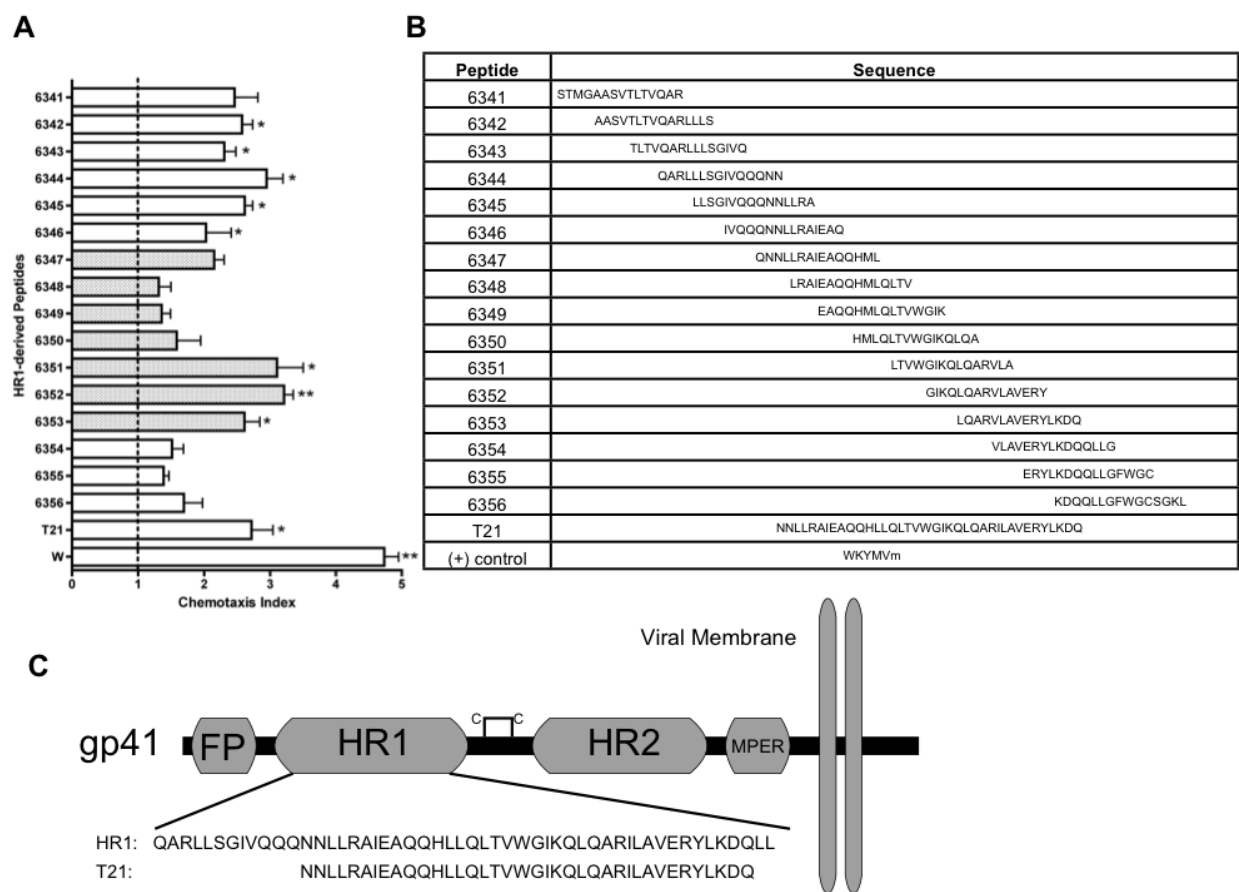 A
HR1-derived Peptides
6341
6342 *
6343 *
6344 *
6345 *
6346 *
6347
6348
6349
6350
6351 *
6352 **
6353 *
6354
6355
6356
T21 *
W **
0 1 2 3 4 5
Chemotaxis Index
B
Peptide Sequence
6341 STMGAASVTLTVQAR
6342 AASVTLTVQARLLLS
6343 TLTVQARLLLSGIVQ
6344 QARLLLSGIVQQQNN
6345 LLSGIVQQQNNLLRA
6346 IVQQQNNLLRAIEAQ
6347 QNNLLRAIEAQQHML
6348 LRAIEAQQHMLQLTV
6349 EAQQHMLQLTVWGIK
6350 HMLQLTVWGIKQLQA
6351 LTVWGIKQLQARVLA
6352 GIKQLQARVLAVERY
6353 LQARVLAVERYLKDQ
6354 VLAVERYLKDQQLLG
6355 ERYLKDQQLLGFWGC
6356 KDQQLLGFWGCSGKL
T21 NNLLRAIEAQQHLLQLTVWGIKQLQARILAVERYLKDQ
(+) control WKYMVm
C
Viral Membrane
gp41 FP HR1 C C HR2 MPER
HR1: QARLLSGIVQQQNNLLRAIEAQQHLLQLTVWGIKQLQARILAVERYLKDQLL
T21: NNLLRAIEAQQHLLQLTVWGIKQLQARILAVERYLKDQ